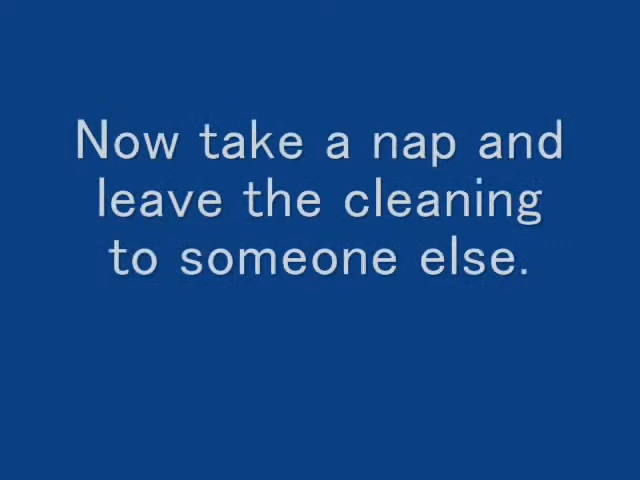 Now take a nap and
leave the cleaning
to someone else.